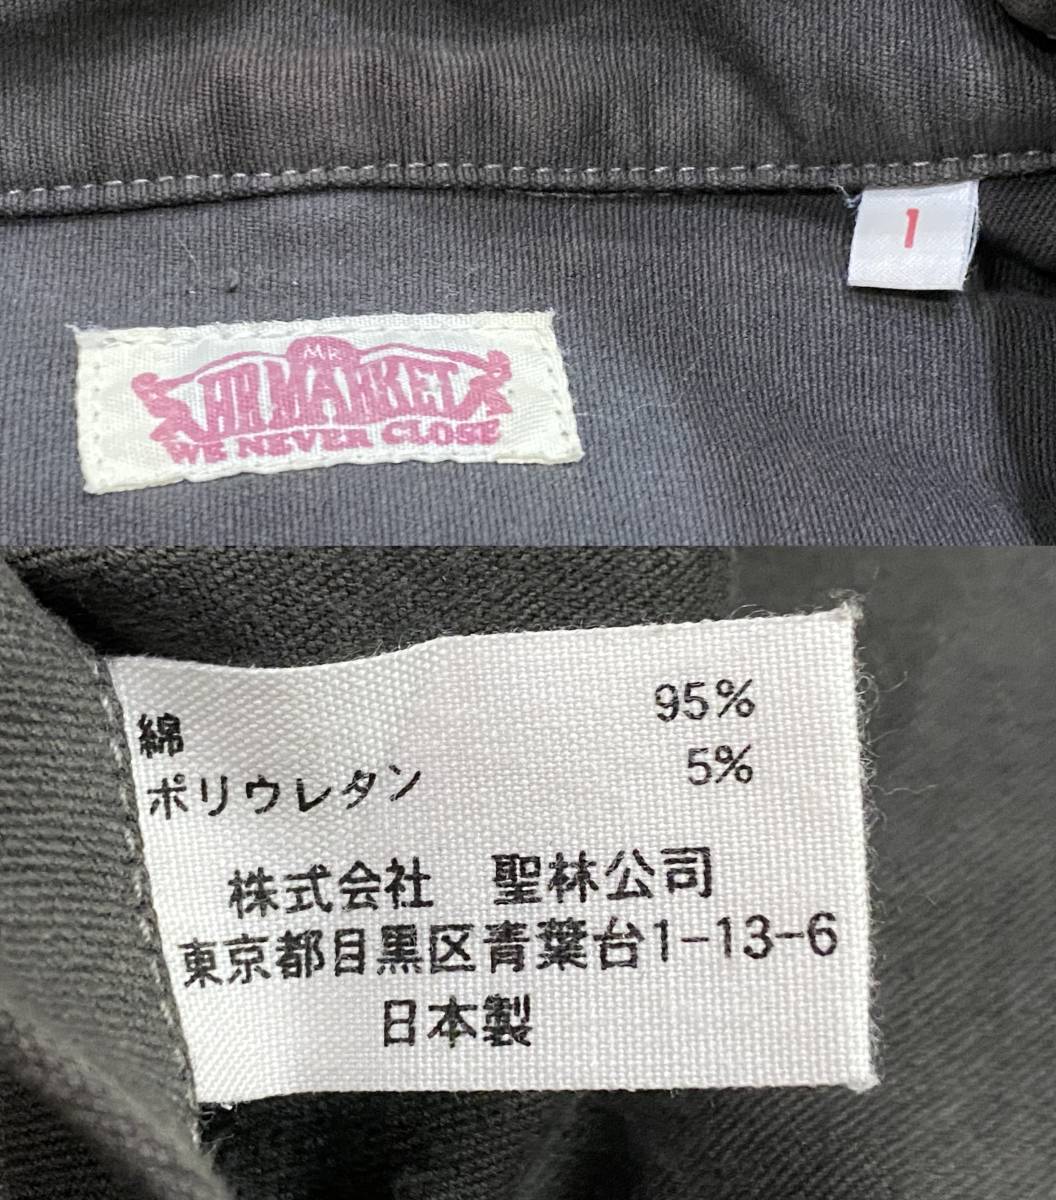 1
MR
HR.MARKET
WE NEVER CLOSE
綿 95%
ポリウレタン 5%
株式会社 聖林公司
東京都目黒区青葉台1-13-6
日本製